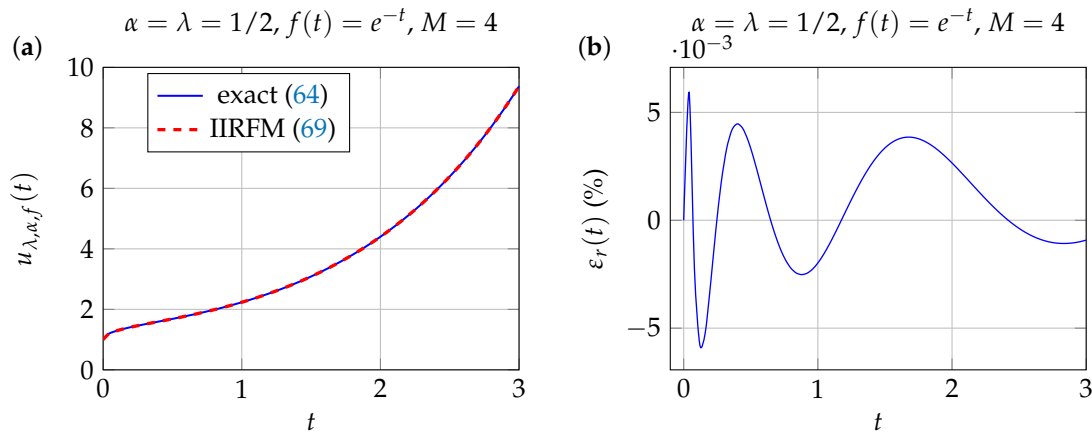 α = λ = 1/2, f(t) = e^{−t}, M = 4
(a)
10
8
6
4
2
0
0 1 2 3
u_{λ,α,f}(t)
t
exact (64)
IIRFM (69)
α = λ = 1/2, f(t) = e^{−t}, M = 4
(b)
·10^{−3}
5
0
−5
0 1 2 3
ε_r(t) (%)
t